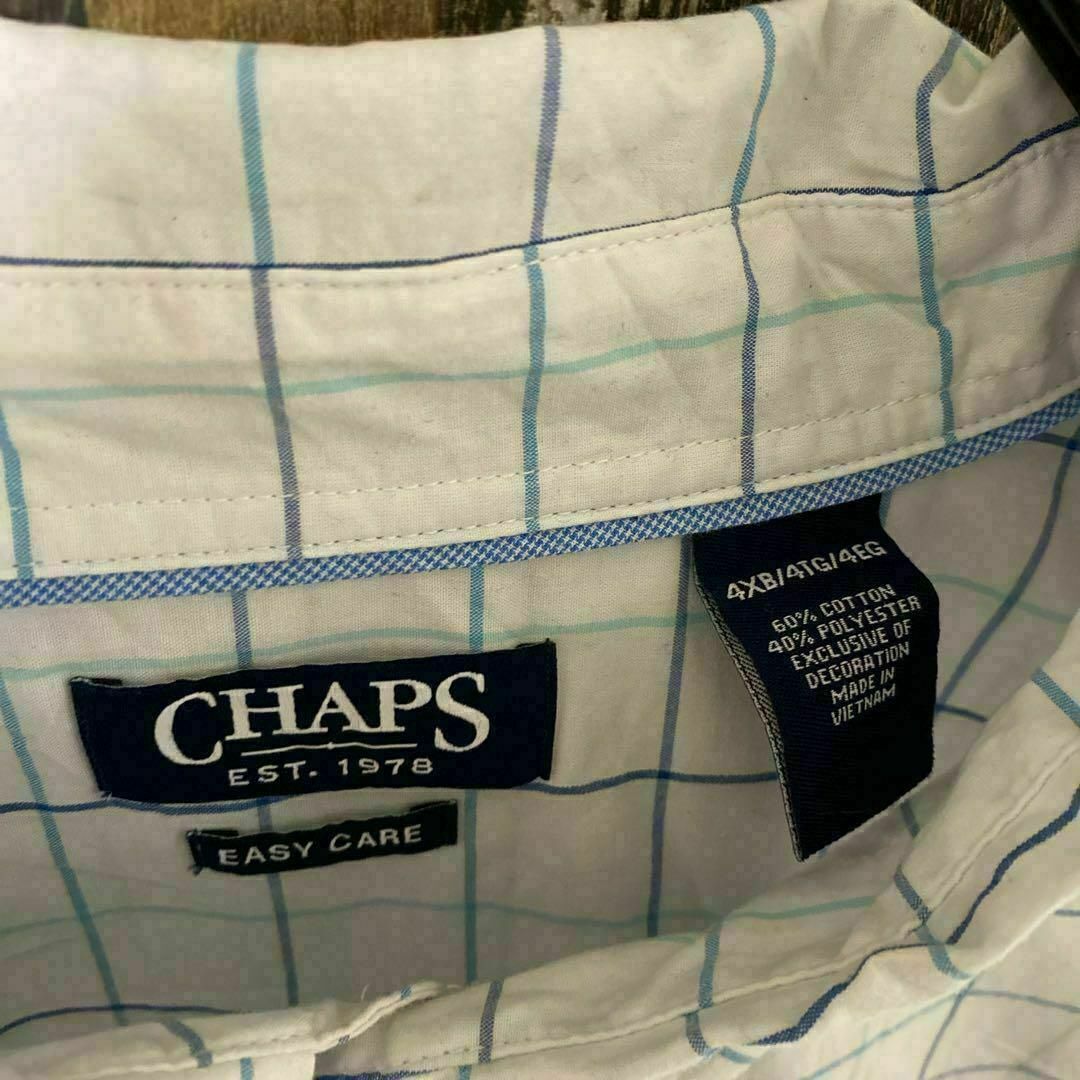 CHAPS
EST. 1978
EASY CARE
4XB/4TG/4EG
60% COTTON
40% POLYESTER
EXCLUSIVE OF
DECORATION
MADE IN
VIETNAM